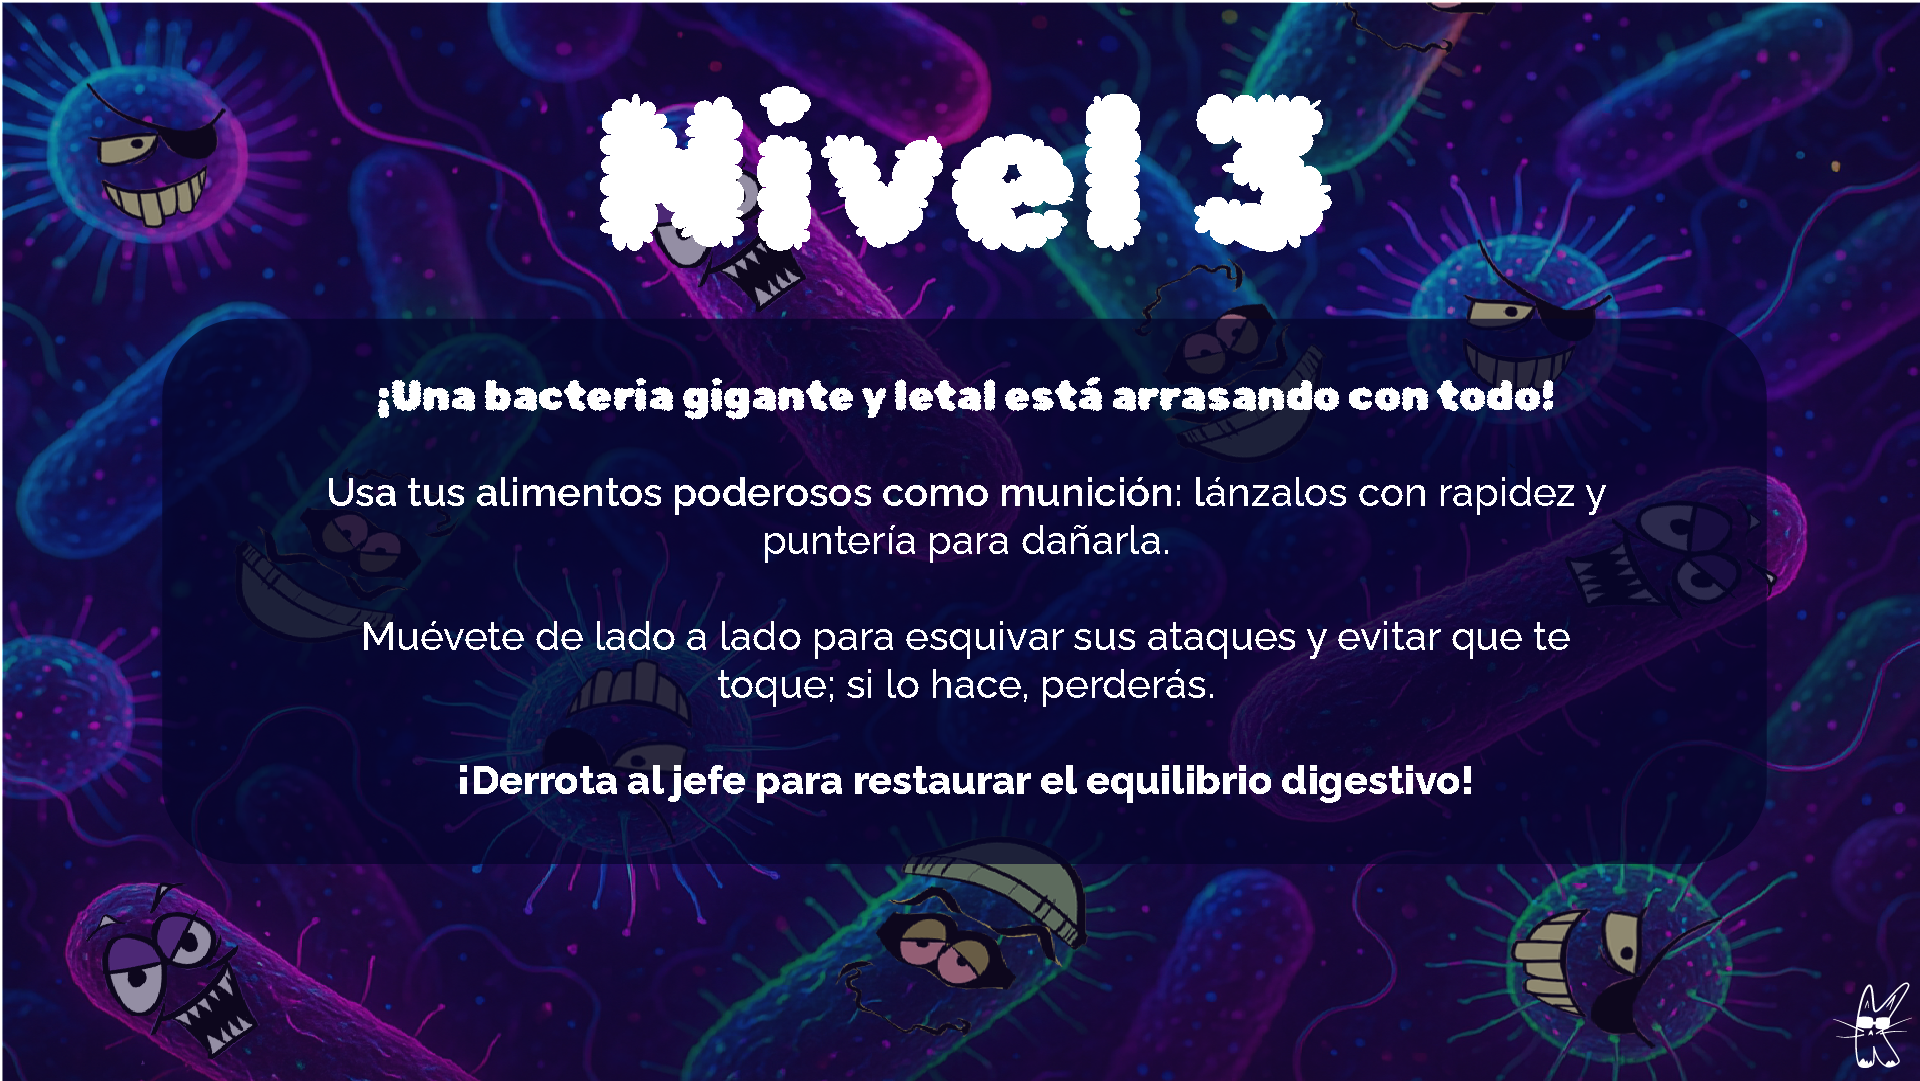 Nivel 3
¡Una bacteria gigante y letal está arrasando con todo!
Usa tus alimentos poderosos como munición: lánzalos con rapidez y
puntería para dañarla.
Muévete de lado a lado para esquivar sus ataques y evitar que te
toque; si lo hace, perderás.
¡Derrota al jefe para restaurar el equilibrio digestivo!